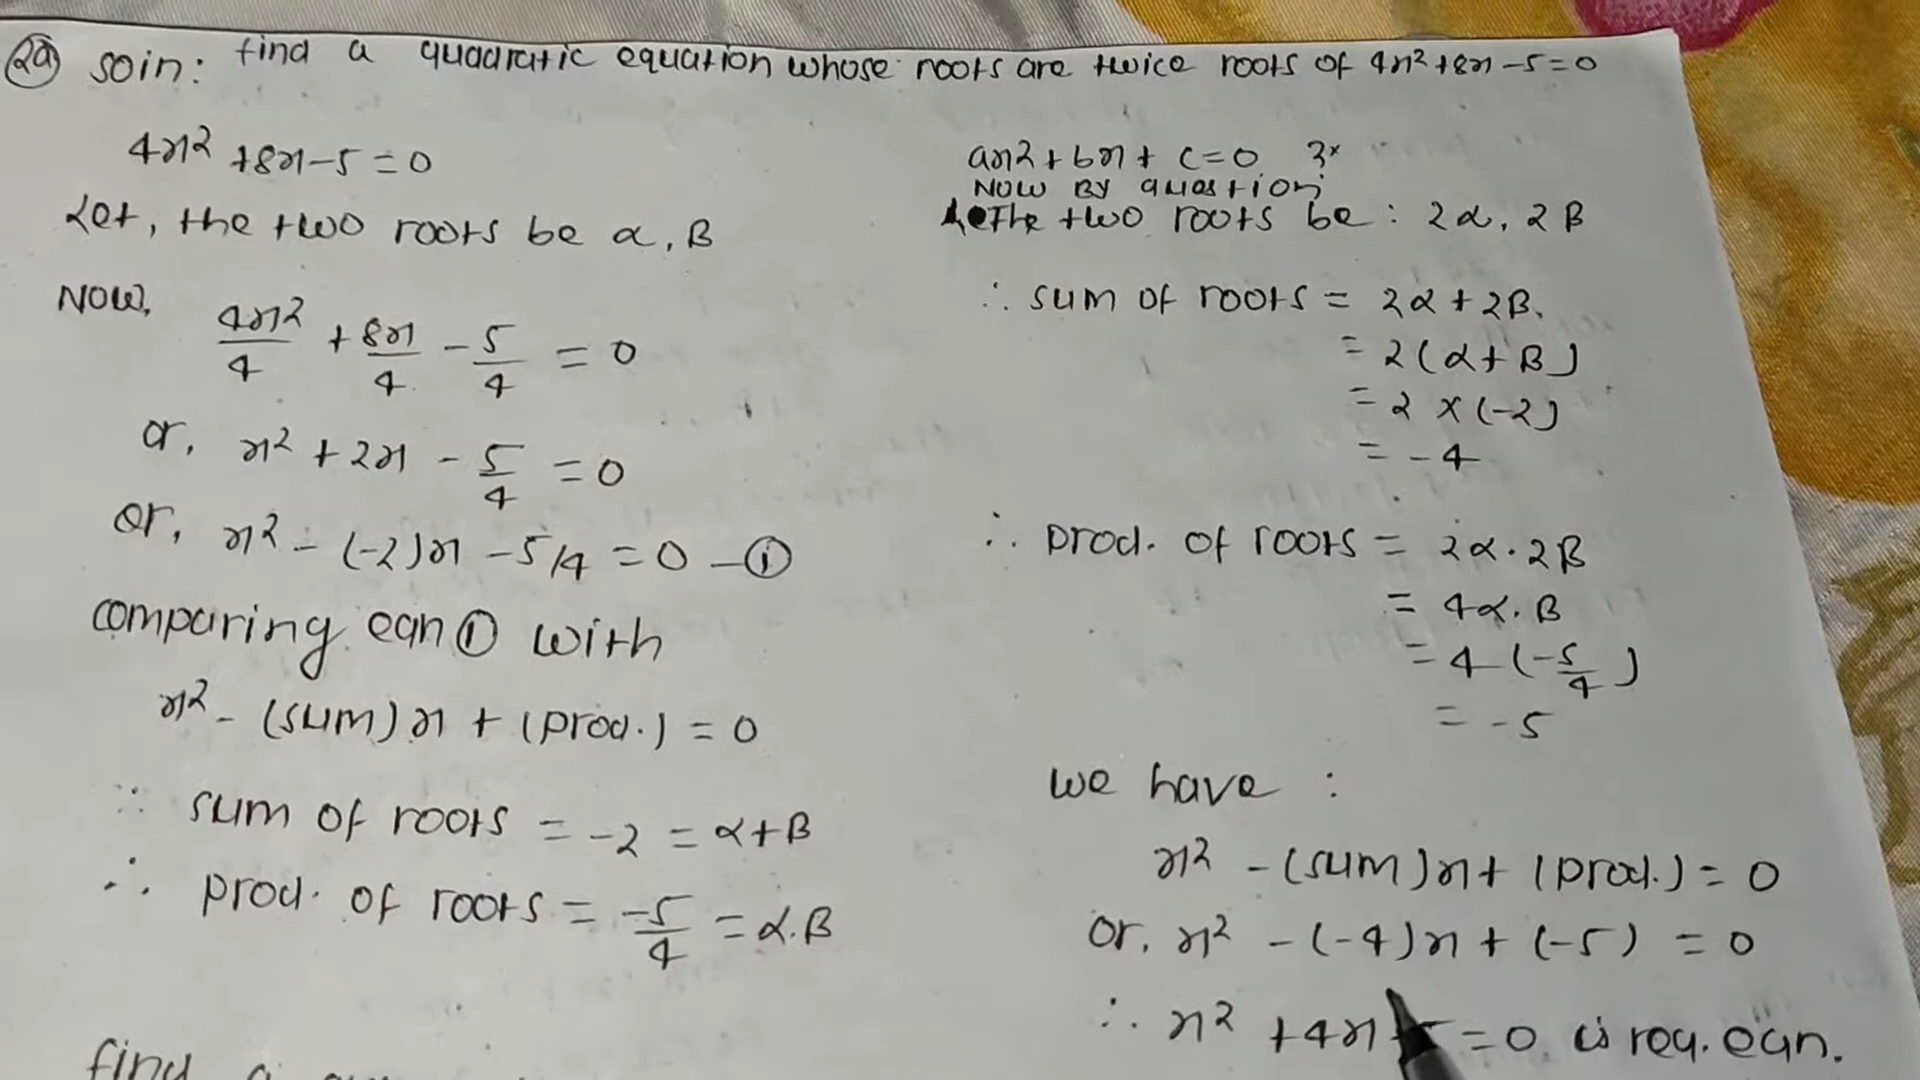 2a) soln: find a quadratic equation whose roots are twice roots of 4x²+8x-5=0
4x² +8x-5=0
Let, the two roots be α, β
Now,
4x²/4 + 8x/4 - 5/4 = 0
or, x² + 2x - 5/4 = 0
or, x² - (-2)x - 5/4 = 0 - ①
comparing eqn ① with
x² - (sum)x + (prod.) = 0
∴ sum of roots = -2 = α+β
∴ prod. of roots = -5/4 = α.β
find a
ax²+bx+c=0
Now By question,
The two roots be: 2α, 2β
∴ sum of roots = 2α+2β.
= 2(α+β)
= 2 x (-2)
= -4
∴ prod. of roots = 2α.2β
= 4α.β
= 4(-5/4)
= -5
we have :
x² - (sum)x + (prod.) = 0
or, x² - (-4)x + (-5) = 0
∴ x² +4x =0 is req. eqn.